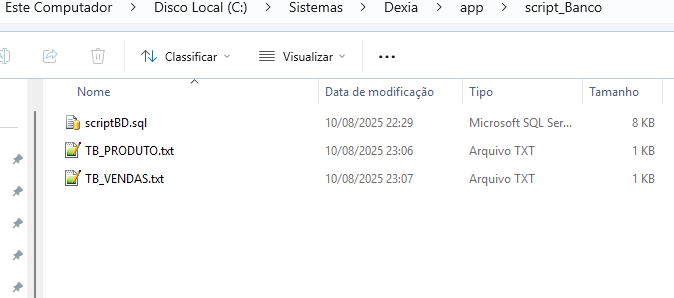 Este Computador > Disco Local (C:) > Sistemas > Dexia > app > script_Banco
Classificar Visualizar ...
Nome Data de modificação Tipo Tamanho
scriptBD.sql 10/08/2025 22:29 Microsoft SQL Ser... 8 KB
TB_PRODUTO.txt 10/08/2025 23:06 Arquivo TXT 1 KB
TB_VENDAS.txt 10/08/2025 23:07 Arquivo TXT 1 KB